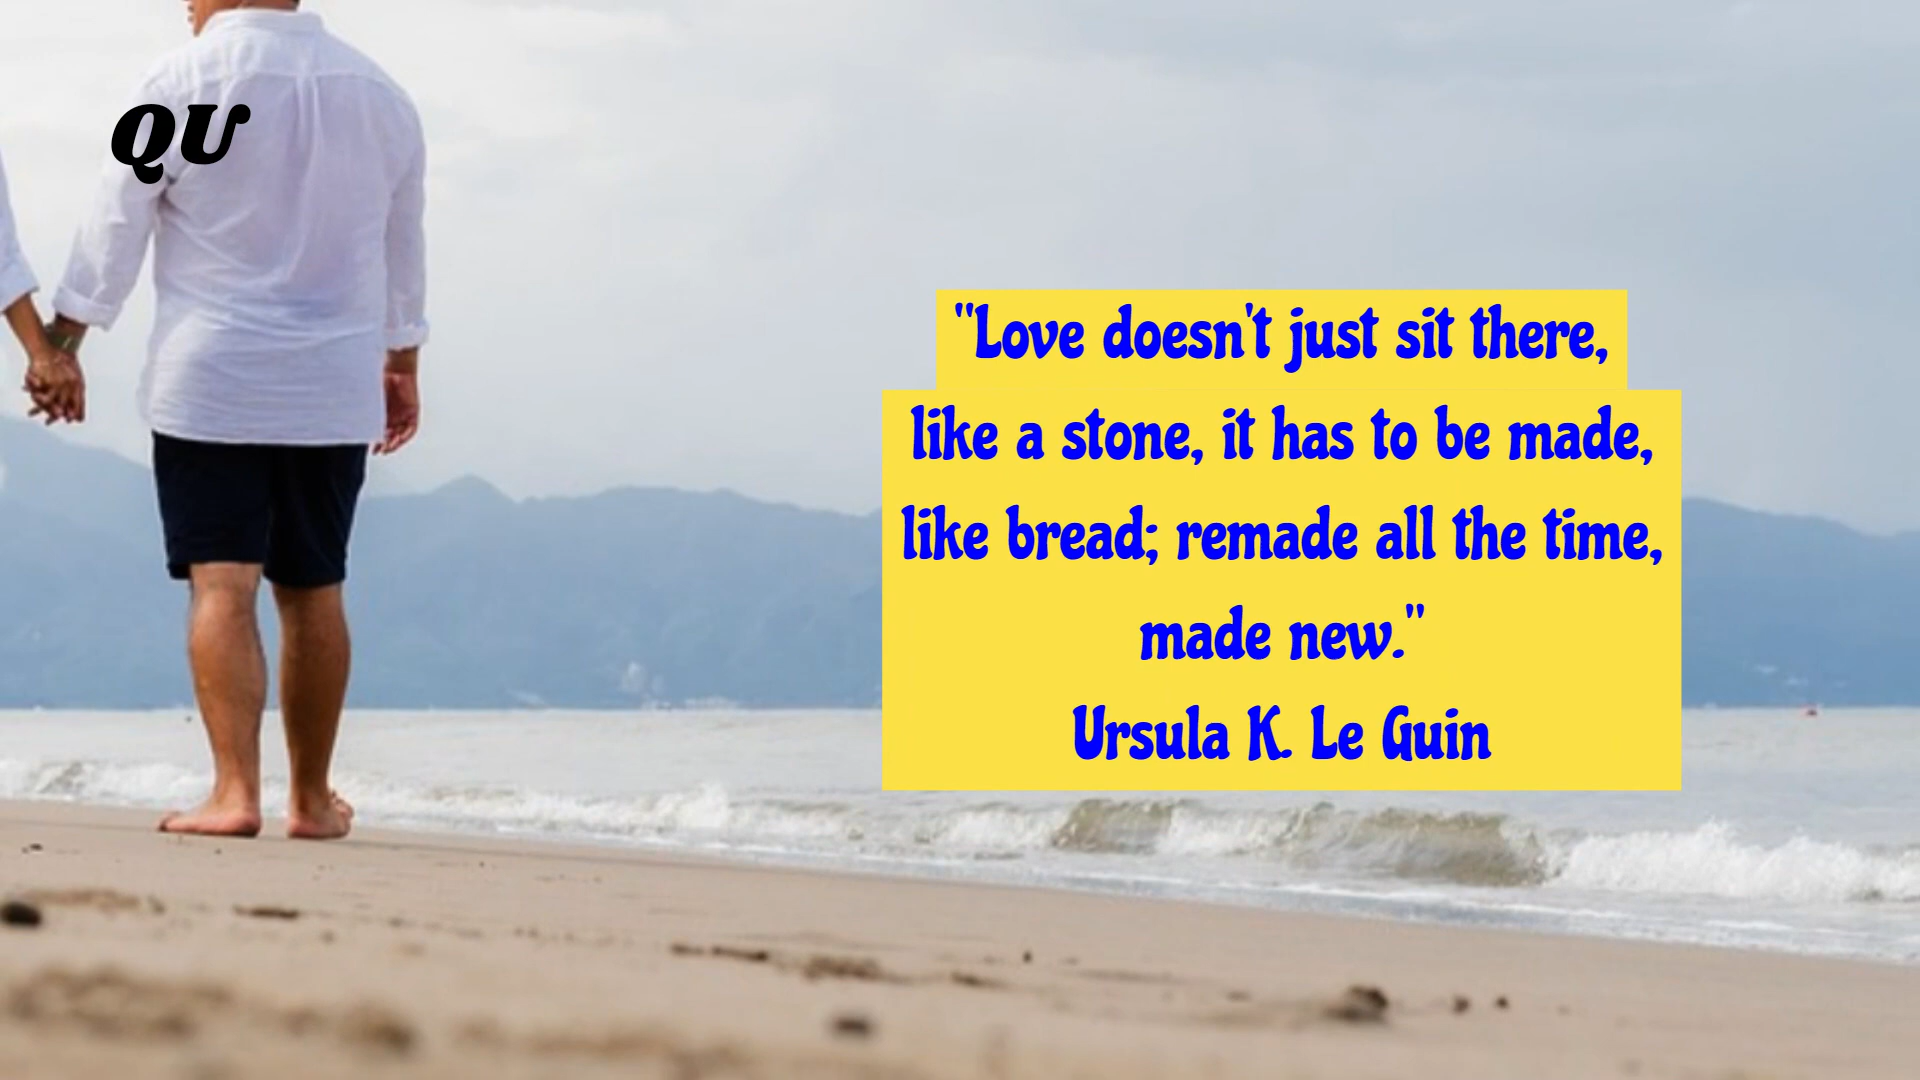 QU
"Love doesn't just sit there,
like a stone, it has to be made,
like bread; remade all the time,
made new."
Ursula K. Le Guin